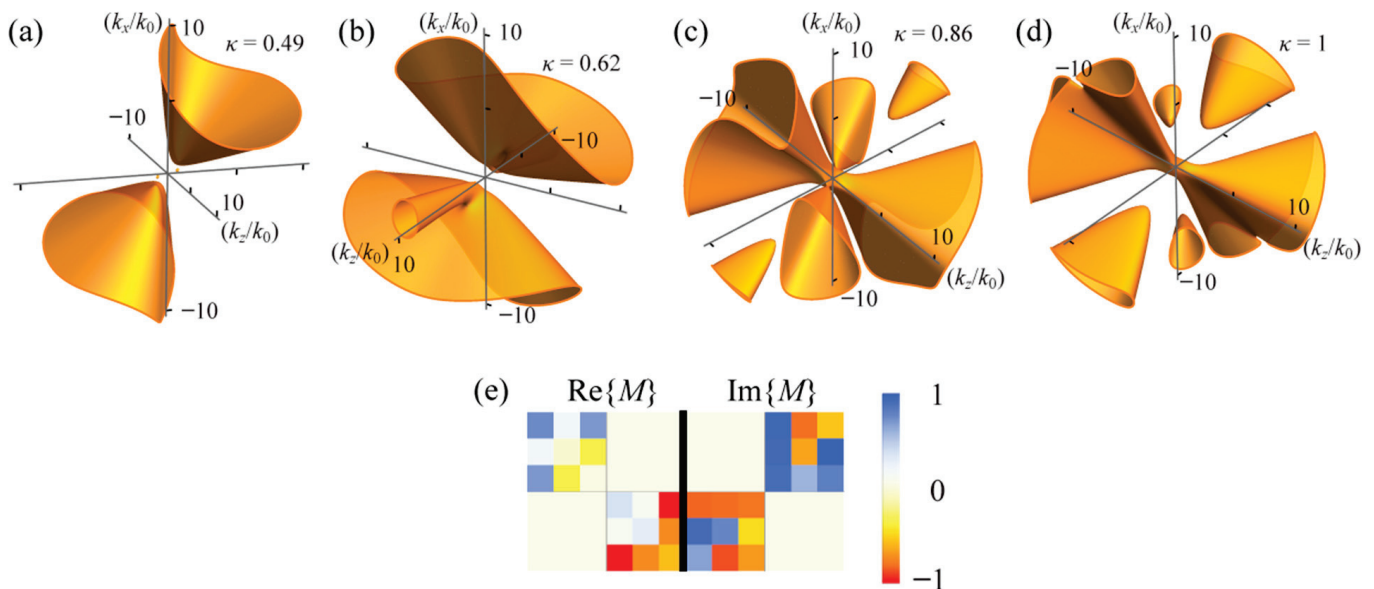 (a)
(kx/k0)
10
κ = 0.49
−10
10
(kz/k0)
−10
(b)
(kx/k0)
10
κ = 0.62
−10
(kz/k0)
10
−10
(c)
(kx/k0)
10
κ = 0.86
−10
10
(kz/k0)
−10
(d)
(kx/k0)
10
κ = 1
−10
10
(kz/k0)
−10
(e)
Re{M} Im{M}
1
0
−1